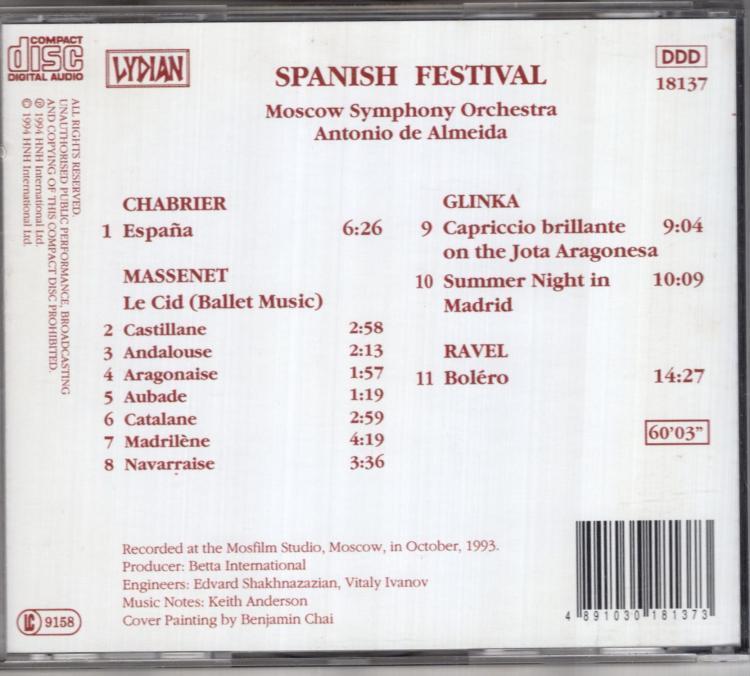 COMPACT
disc
DIGITAL AUDIO
LYDIAN
SPANISH FESTIVAL
Moscow Symphony Orchestra
Antonio de Almeida
DDD
18137
ALL RIGHTS RESERVED.
UNAUTHORISED PUBLIC PERFORMANCE, BROADCASTING
AND COPYING OF THIS COMPACT DISC PROHIBITED.
℗ 1994 HNH International Ltd.
© 1994 HNH International Ltd.
CHABRIER
1 España 6:26
MASSENET
Le Cid (Ballet Music)
2 Castillane 2:58
3 Andalouse 2:13
4 Aragonaise 1:57
5 Aubade 1:19
6 Catalane 2:59
7 Madrilène 4:19
8 Navarraise 3:36
GLINKA
9 Capriccio brillante 9:04
on the Jota Aragonesa
10 Summer Night in 10:09
Madrid
RAVEL
11 Boléro 14:27
60'03"
Recorded at the Mosfilm Studio, Moscow, in October, 1993.
Producer: Betta International
Engineers: Edvard Shakhnazazian, Vitaly Ivanov
Music Notes: Keith Anderson
Cover Painting by Benjamin Chai
LC 9158
4 891030 181373